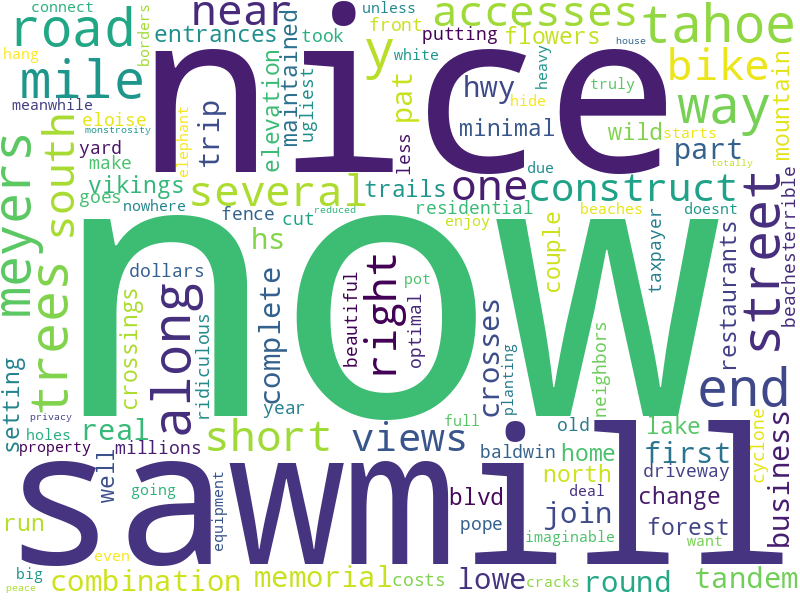 unless
connect
borders
near
took
front
white
accesses
house
tahoe
road
nice
y
putting
flowers
hang
entrances
maintained
ugliest
heavy
bike
mile
elevation
hwy
truly
mountain
meanwhile
eloise
trip
pat
hide
way
monstrosity
elephant
less
minimal
wild
starts
yard
make
part
totally
meyers
south
vikings
several
trails
one
construct
due
street
goes
nowhere
fence
cut
reduced
residential
beaches
doesnt
beachesterrible
trees
now
hs
enjoy
couple
taxpayer
restaurants
dollars
complete
beautiful
right
pot
optimal
crossings
along
ridiculous
crosses
planting
neighbors
end
setting
privacy
year
full
old
lake
holes
real
short
views
property
millions
baldwin
home
first
cyclone
business
well
sawmill
north
driveway
going
equipment
blvd
deal
change
run
pope
join
forest
imaginable
want
even
big
combination
memorial
costs
lowe
cracks
round
tandem
peace